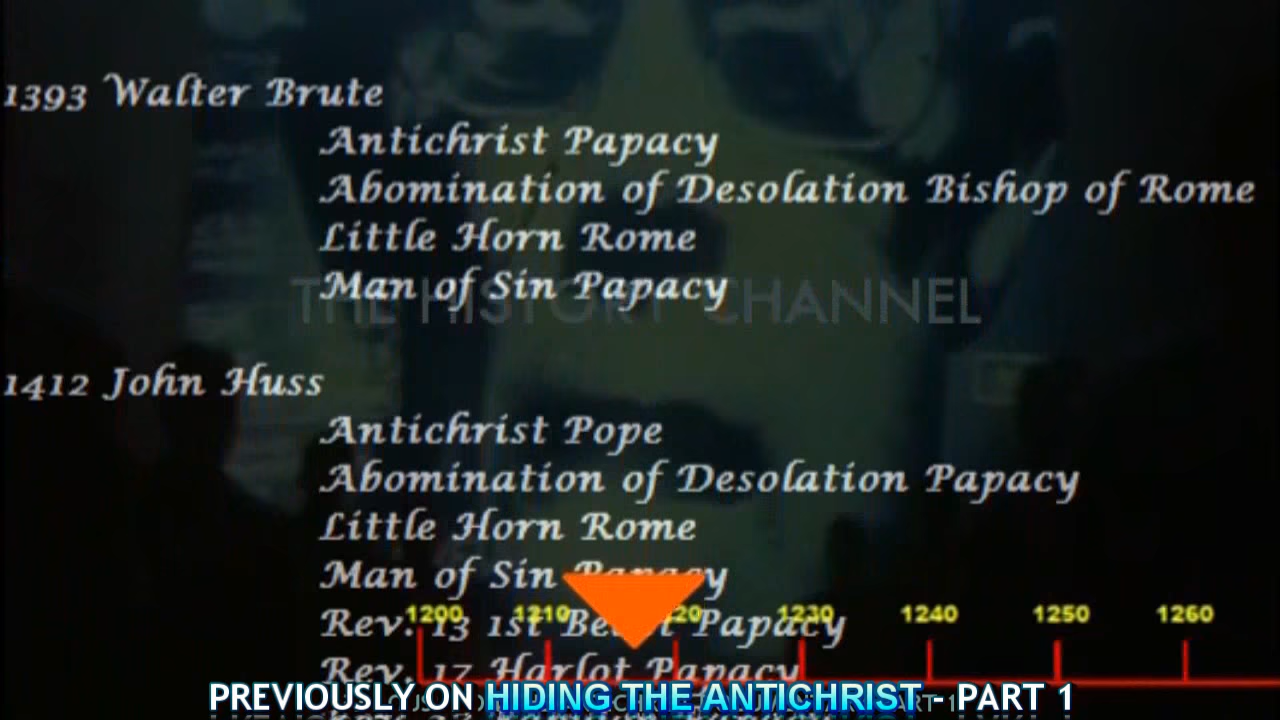 1393 Walter Brute
Antichrist Papacy
Abomination of Desolation Bishop of Rome
Little Horn Rome
Man of Sin Papacy
THE HISTORY CHANNEL
1412 John Huss
Antichrist Pope
Abomination of Desolation Papacy
Little Horn Rome
Man of Sin Papacy
1200 1210 1230 1240 1250 1260
Rev. 13 1st Beast Papacy
Rev. 17 Harlot Papacy
PREVIOUSLY ON HIDING THE ANTICHRIST - PART 1